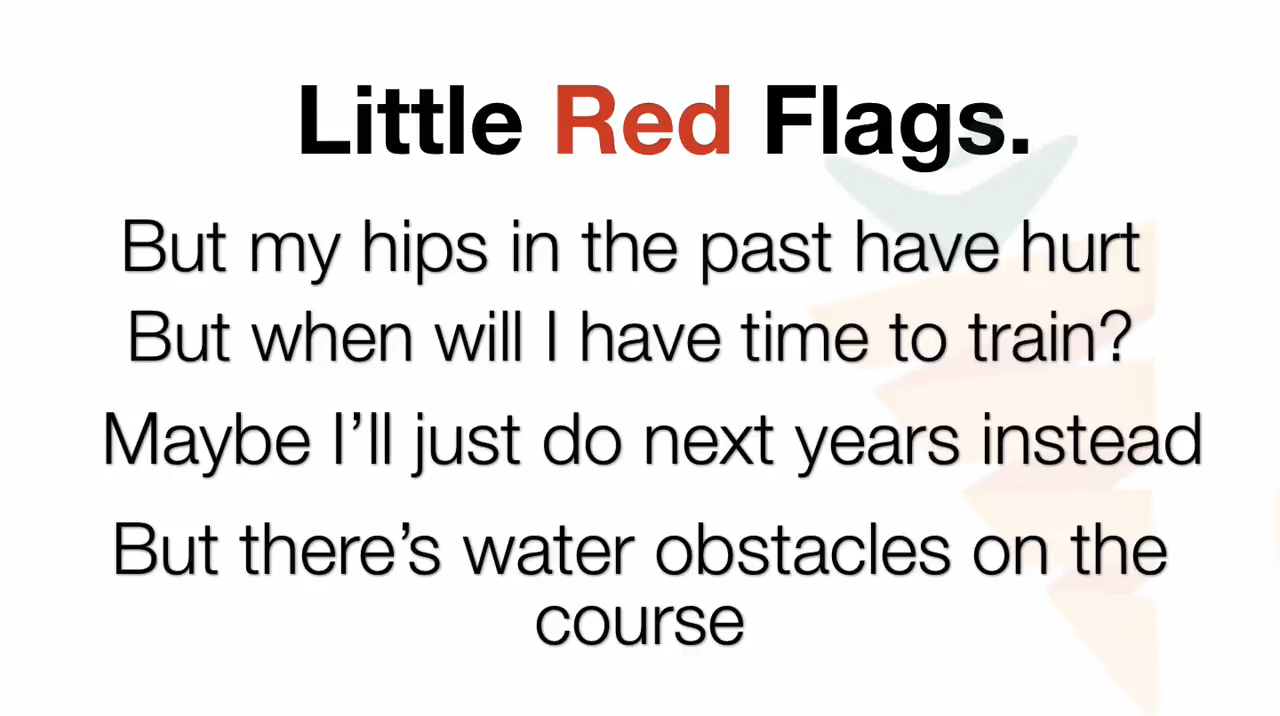 Little Red Flags.
But my hips in the past have hurt
But when will I have time to train?
Maybe I’ll just do next years instead
But there’s water obstacles on the
course